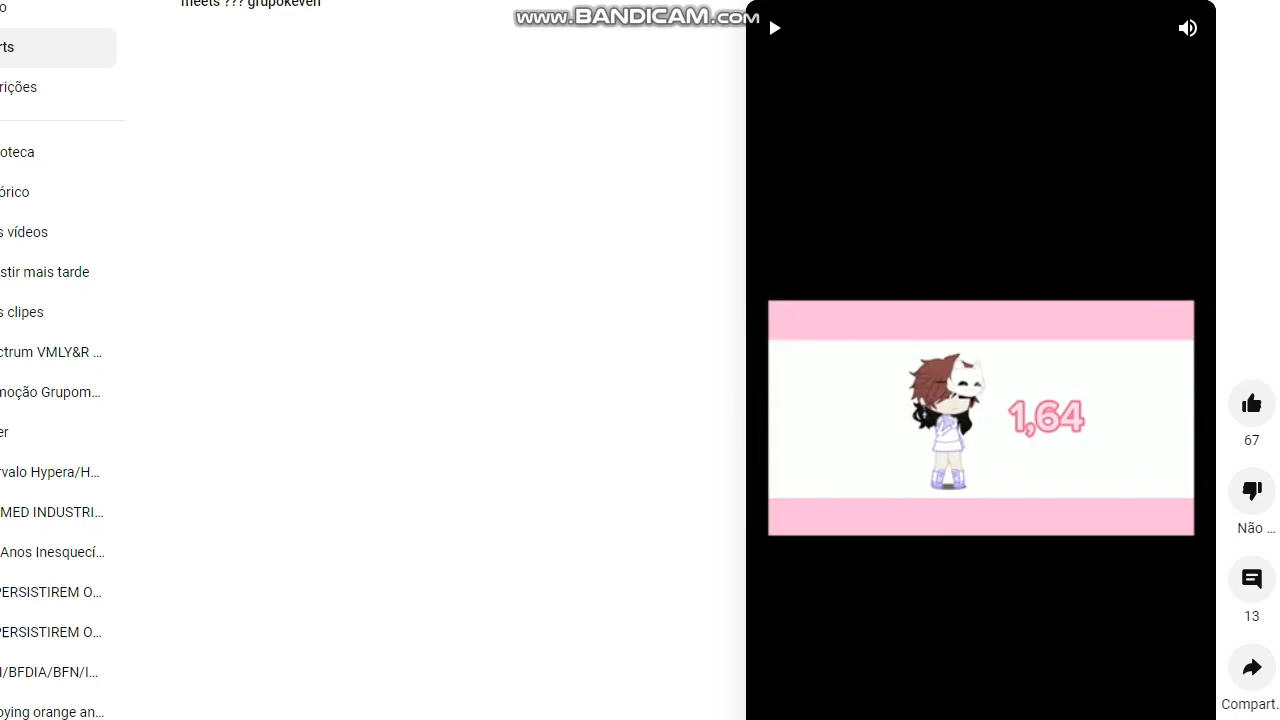 o
meets ??? grupokeven
www.BANDICAM.com
rts
rições
oteca
órico
s vídeos
stir mais tarde
s clipes
ctrum VMLY&R ...
moção Grupom...
er
rvalo Hypera/H...
MED INDUSTRI...
Anos Inesquecí...
PERSISTIREM O...
PERSISTIREM O...
I/BFDIA/BFN/I...
oying orange an...
1,64
67
Não ...
13
Compart.